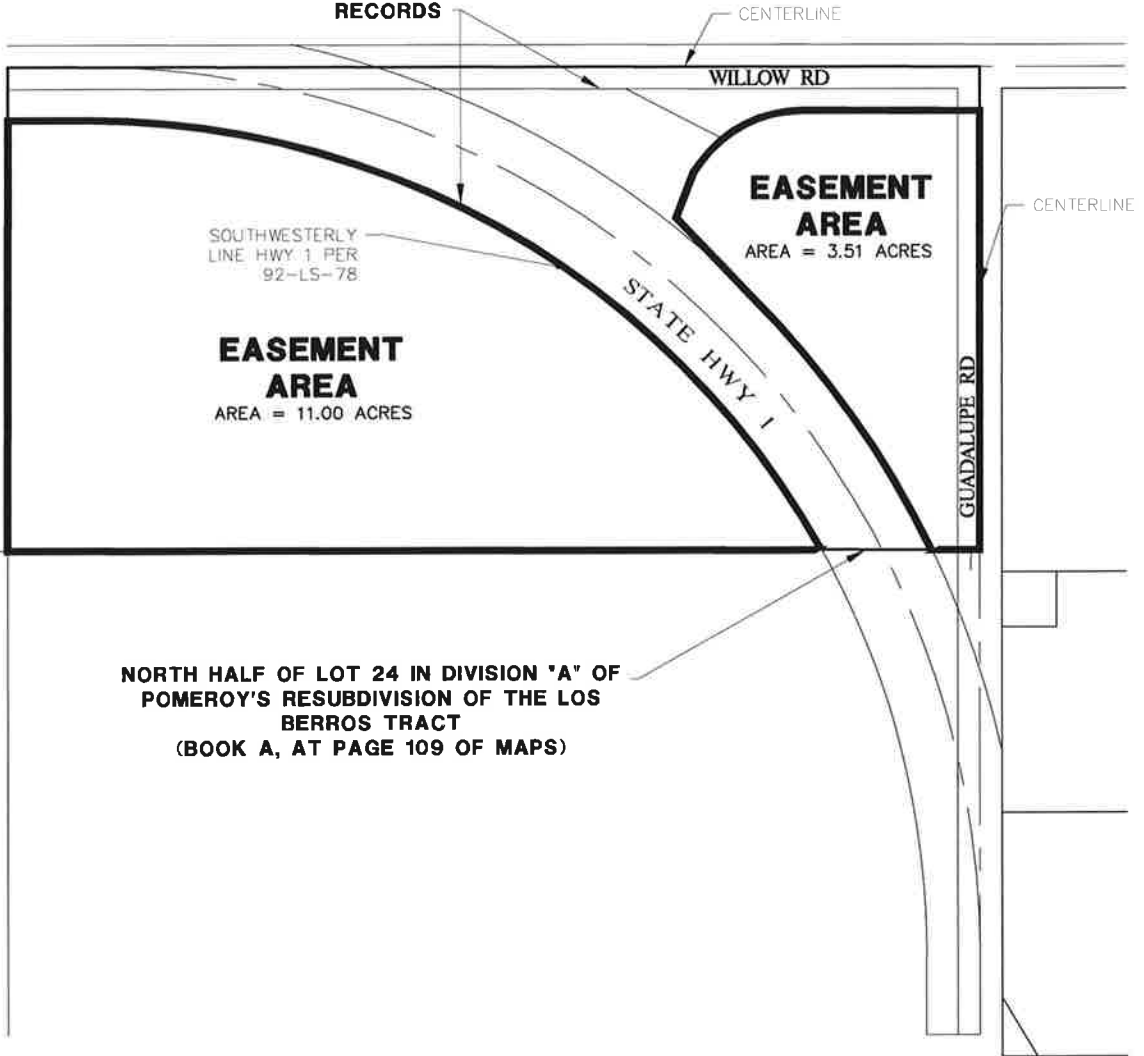 RECORDS
CENTERLINE
WILLOW RD
EASEMENT
AREA
AREA = 3.51 ACRES
CENTERLINE
SOUTHWESTERLY
LINE HWY 1 PER
92-LS-78
STATE HWY 1
EASEMENT
AREA
AREA = 11.00 ACRES
GUADALUPE RD
NORTH HALF OF LOT 24 IN DIVISION "A" OF
POMEROY'S RESUBDIVISION OF THE LOS
BERROS TRACT
(BOOK A, AT PAGE 109 OF MAPS)